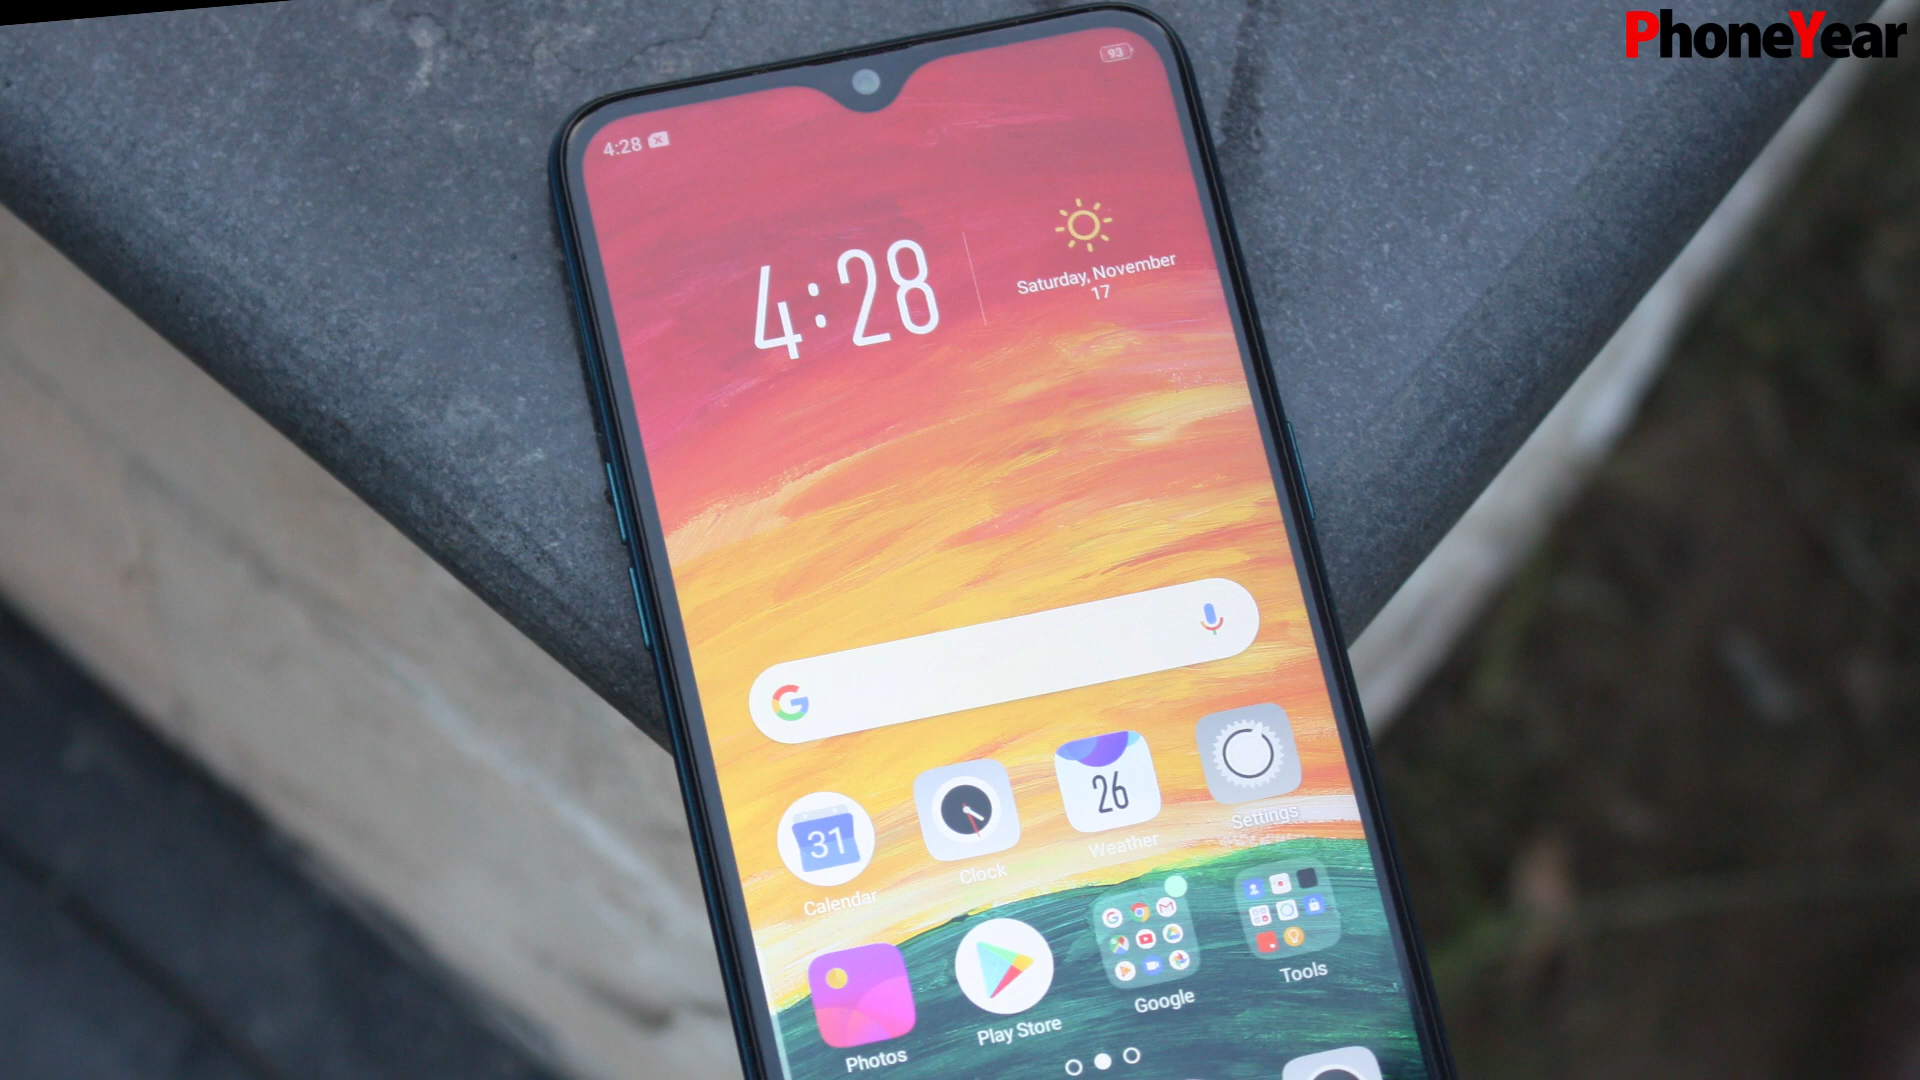 PhoneYear
93
4:28
4:28
Saturday, November
17
G
31
26
Calendar
Clock
Weather
Settings
Photos
Play Store
Google
Tools